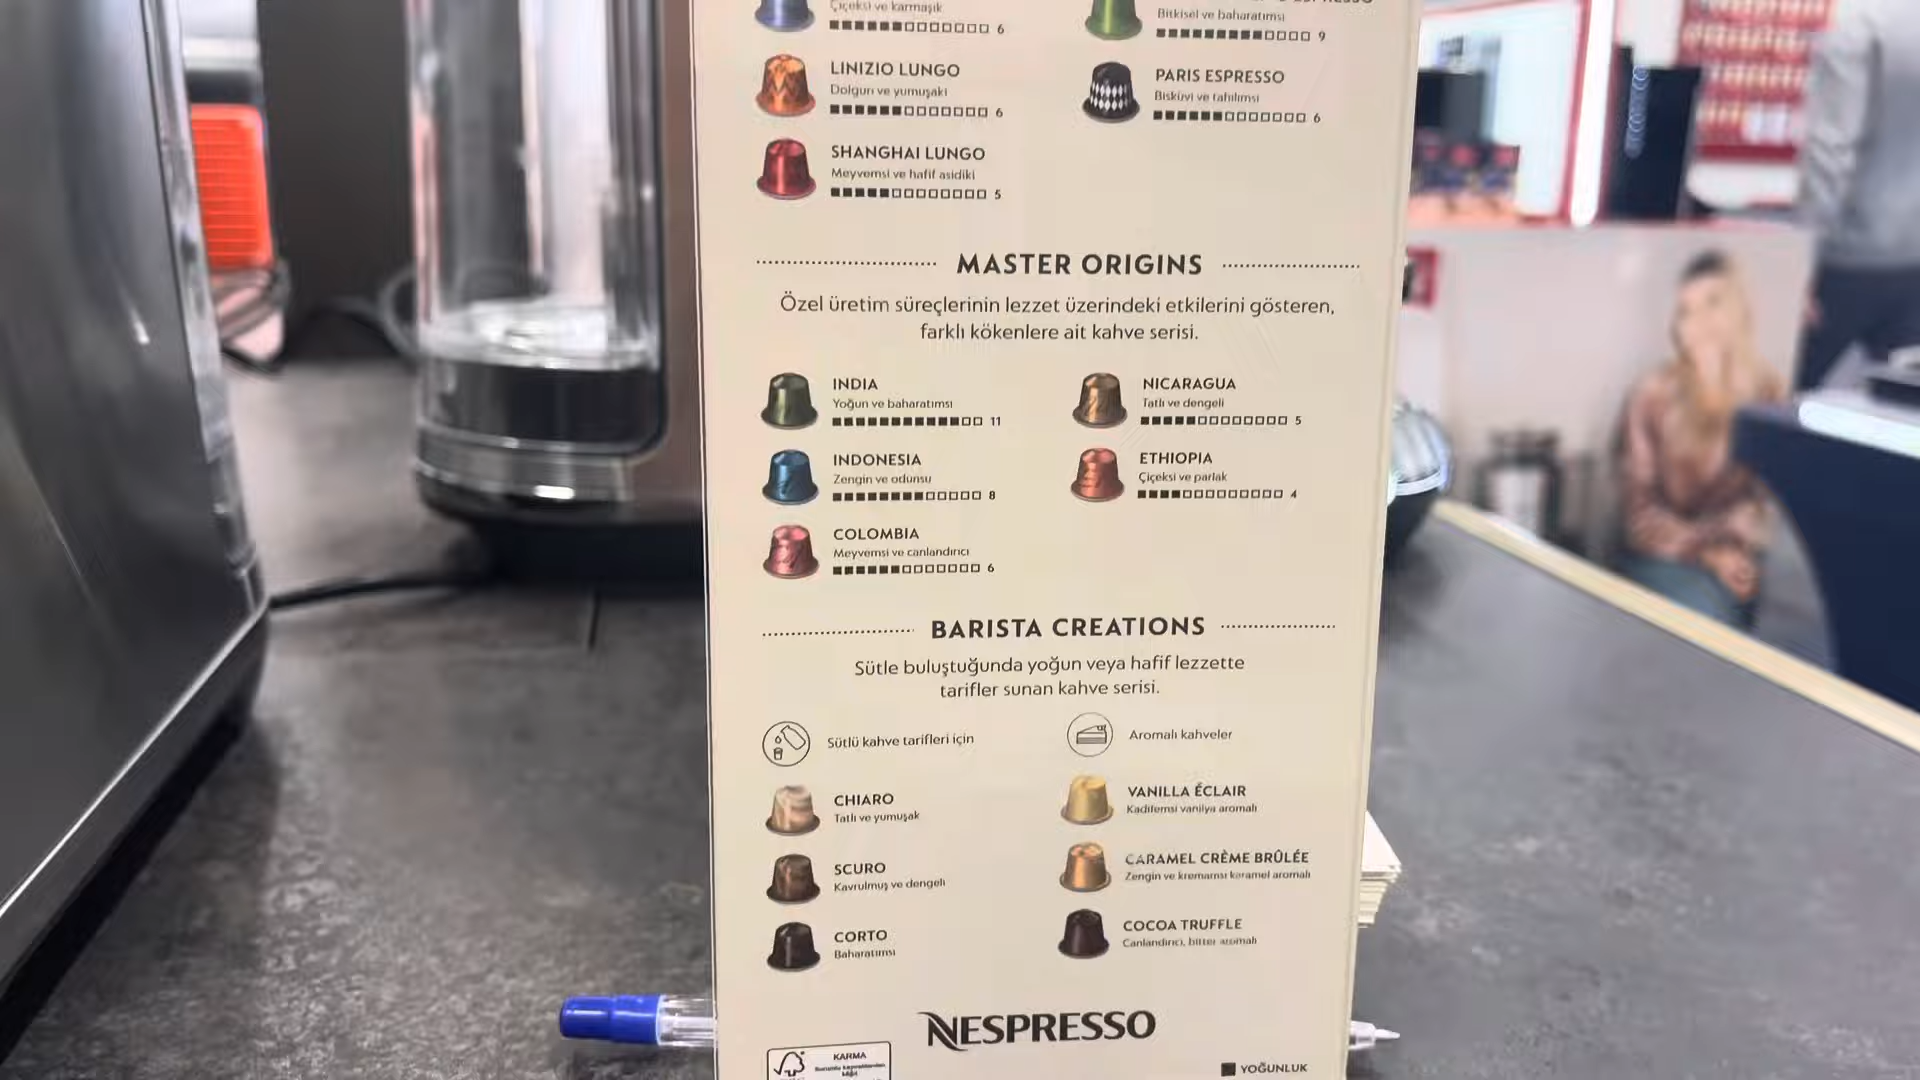 Çiçeksi ve karmaşık
6
Bitkisel ve baharatımsı
9
LINIZIO LUNGO
Dolgun ve yumuşaki
6
PARIS ESPRESSO
Bisküvi ve tahılımsı
6
SHANGHAI LUNGO
Meyvemsi ve hafif asidiki
5
MASTER ORIGINS
Özel üretim süreçlerinin lezzet üzerindeki etkilerini gösteren,
farklı kökenlere ait kahve serisi.
INDIA
Yoğun ve baharatımsı
11
NICARAGUA
Tatlı ve dengeli
5
INDONESIA
Zengin ve odunsu
8
ETHIOPIA
Çiçeksi ve parlak
4
COLOMBIA
Meyvemsi ve canlandırıcı
6
BARISTA CREATIONS
Sütle buluştuğunda yoğun veya hafif lezzette
tarifler sunan kahve serisi.
Sütlü kahve tarifleri için
Aromalı kahveler
CHIARO
Tatlı ve yumuşak
VANILLA ÉCLAIR
Kadifemsi vanilya aromalı
SCURO
Kavrulmuş ve dengeli
CARAMEL CRÈME BRÛLÉE
Zengin ve kremamsı karamel aromalı
CORTO
Baharatımsı
COCOA TRUFFLE
Canlandırıcı, bitter aromalı
NESPRESSO
KARMA
YOĞUNLUK